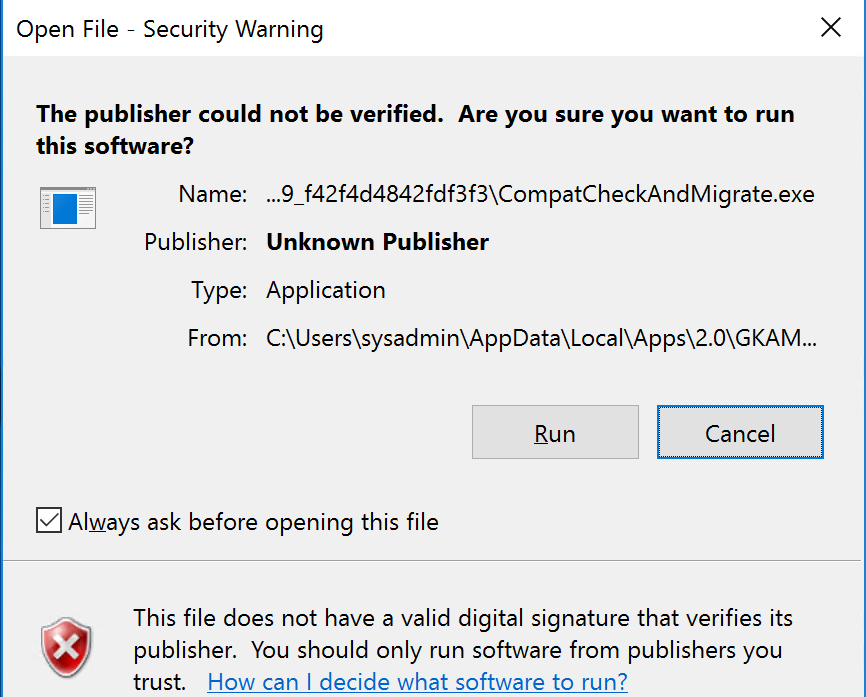 Open File - Security Warning
The publisher could not be verified.  Are you sure you want to run
this software?
Name: ...9_f42f4d4842fdf3f3\CompatCheckAndMigrate.exe
Publisher: Unknown Publisher
Type: Application
From: C:\Users\sysadmin\AppData\Local\Apps\2.0\GKAM...
Run Cancel
Always ask before opening this file
This file does not have a valid digital signature that verifies its
publisher.  You should only run software from publishers you
trust.  How can I decide what software to run?